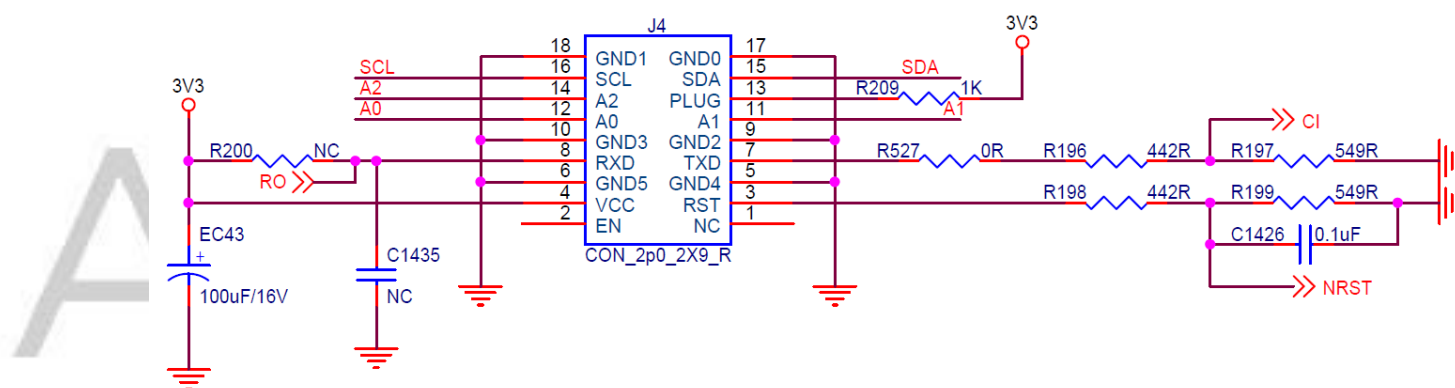 J4
3V3
3V3
18 GND1 GND0 17
SCL 16 SCL SDA 15 SDA
A2 14 A2 PLUG 13 R209 1K
A0 12 A0 A1 11 A1
10 GND3 GND2 9
CI
R200 NC 8 RXD TXD 7 R527 0R R196 442R R197 549R
RO 6 GND5 GND4 5
4 VCC RST 3 R198 442R R199 549R
2 EN NC 1
EC43 + C1426 0.1uF
CON_2p0_2X9_R
C1435
100uF/16V NC
NRST